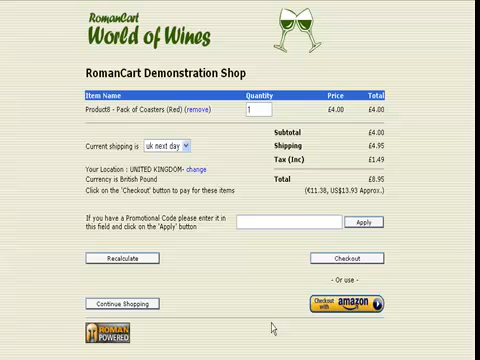 RomanCart
World of Wines
RomanCart Demonstration Shop
Item Name Quantity Price Total
Product8 - Pack of Coasters (Red) (remove) 1 £4.00 £4.00
Subtotal £4.00
Current shipping is uk next day Shipping £4.95
Tax (Inc) £1.49
Your Location : UNITED KINGDOM- change
Currency is British Pound Total £8.95
Click on the 'Checkout' button to pay for these items (€11.38, US$13.93 Approx.)
If you have a Promotional Code please enter it in
this field and click on the 'Apply' button Apply
Recalculate Checkout
- Or use -
Continue Shopping Checkout with amazon
ROMAN
POWERED